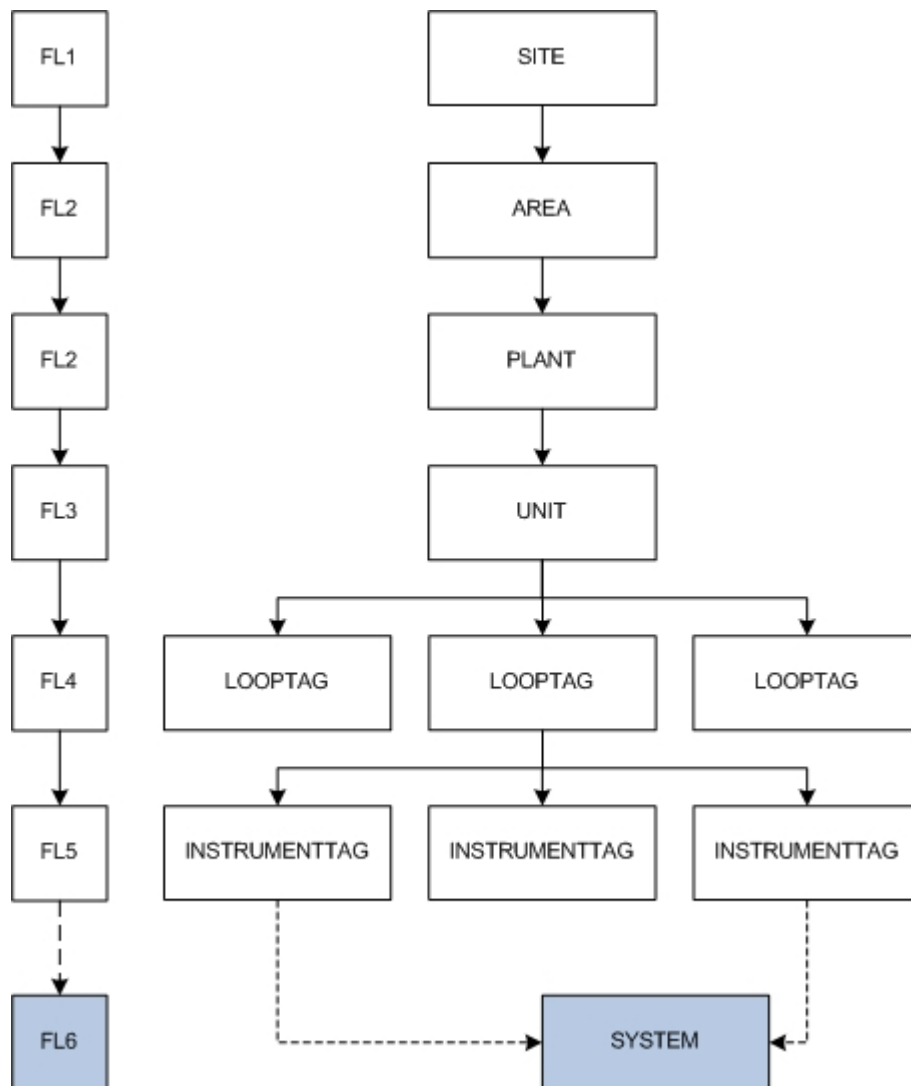 FL1
SITE
FL2
AREA
FL2
PLANT
FL3
UNIT
FL4
LOOPTAG
LOOPTAG
LOOPTAG
FL5
INSTRUMENTTAG
INSTRUMENTTAG
INSTRUMENTTAG
FL6
SYSTEM